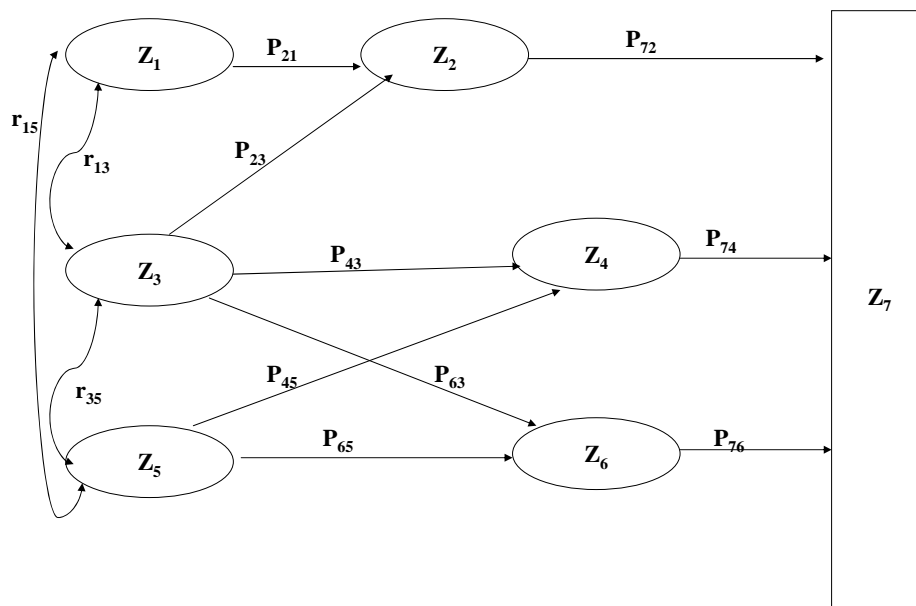 Z₁
P₂₁
Z₂
P₇₂
r₁₅
r₁₃
P₂₃
Z₃
P₄₃
Z₄
P₇₄
Z₇
r₃₅
P₄₅
P₆₃
Z₅
P₆₅
Z₆
P₇₆